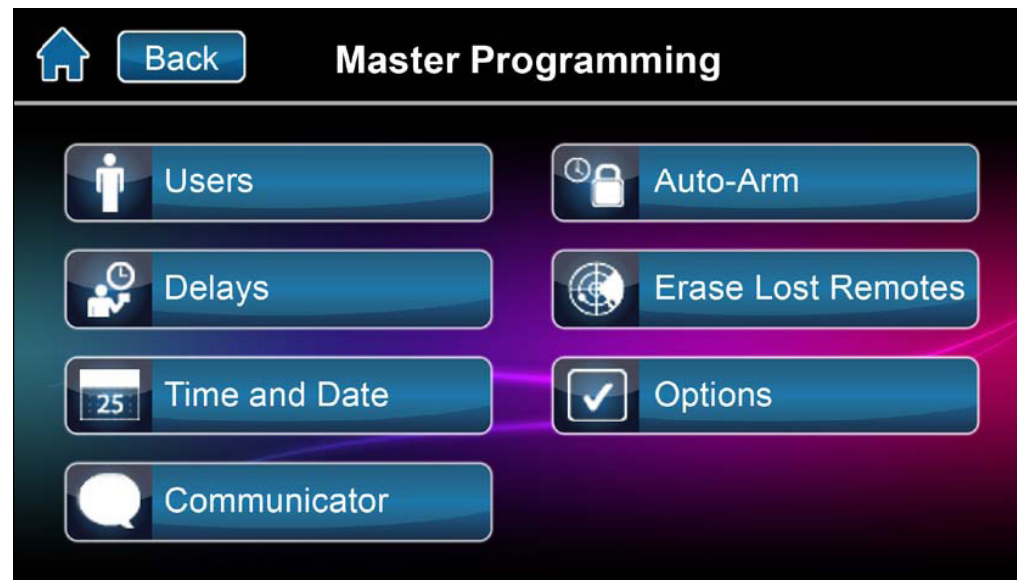 Back
Master Programming
Users
Auto-Arm
Delays
Erase Lost Remotes
25
Time and Date
Options
Communicator